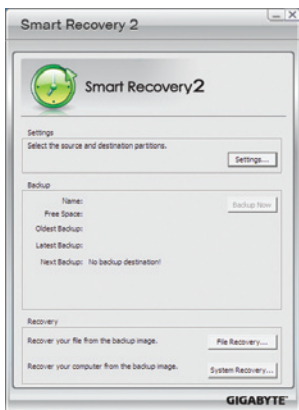 Smart Recovery 2
Smart Recovery2
Settings
Select the source and destination partitions.
Settings...
Backup
Name:
Backup Now
Free Space:
Oldest Backup:
Latest Backup:
Next Backup: No backup destination!
Recovery
Recover your file from the backup image.
File Recovery...
Recover your computer from the backup image.
System Recovery...
GIGABYTE